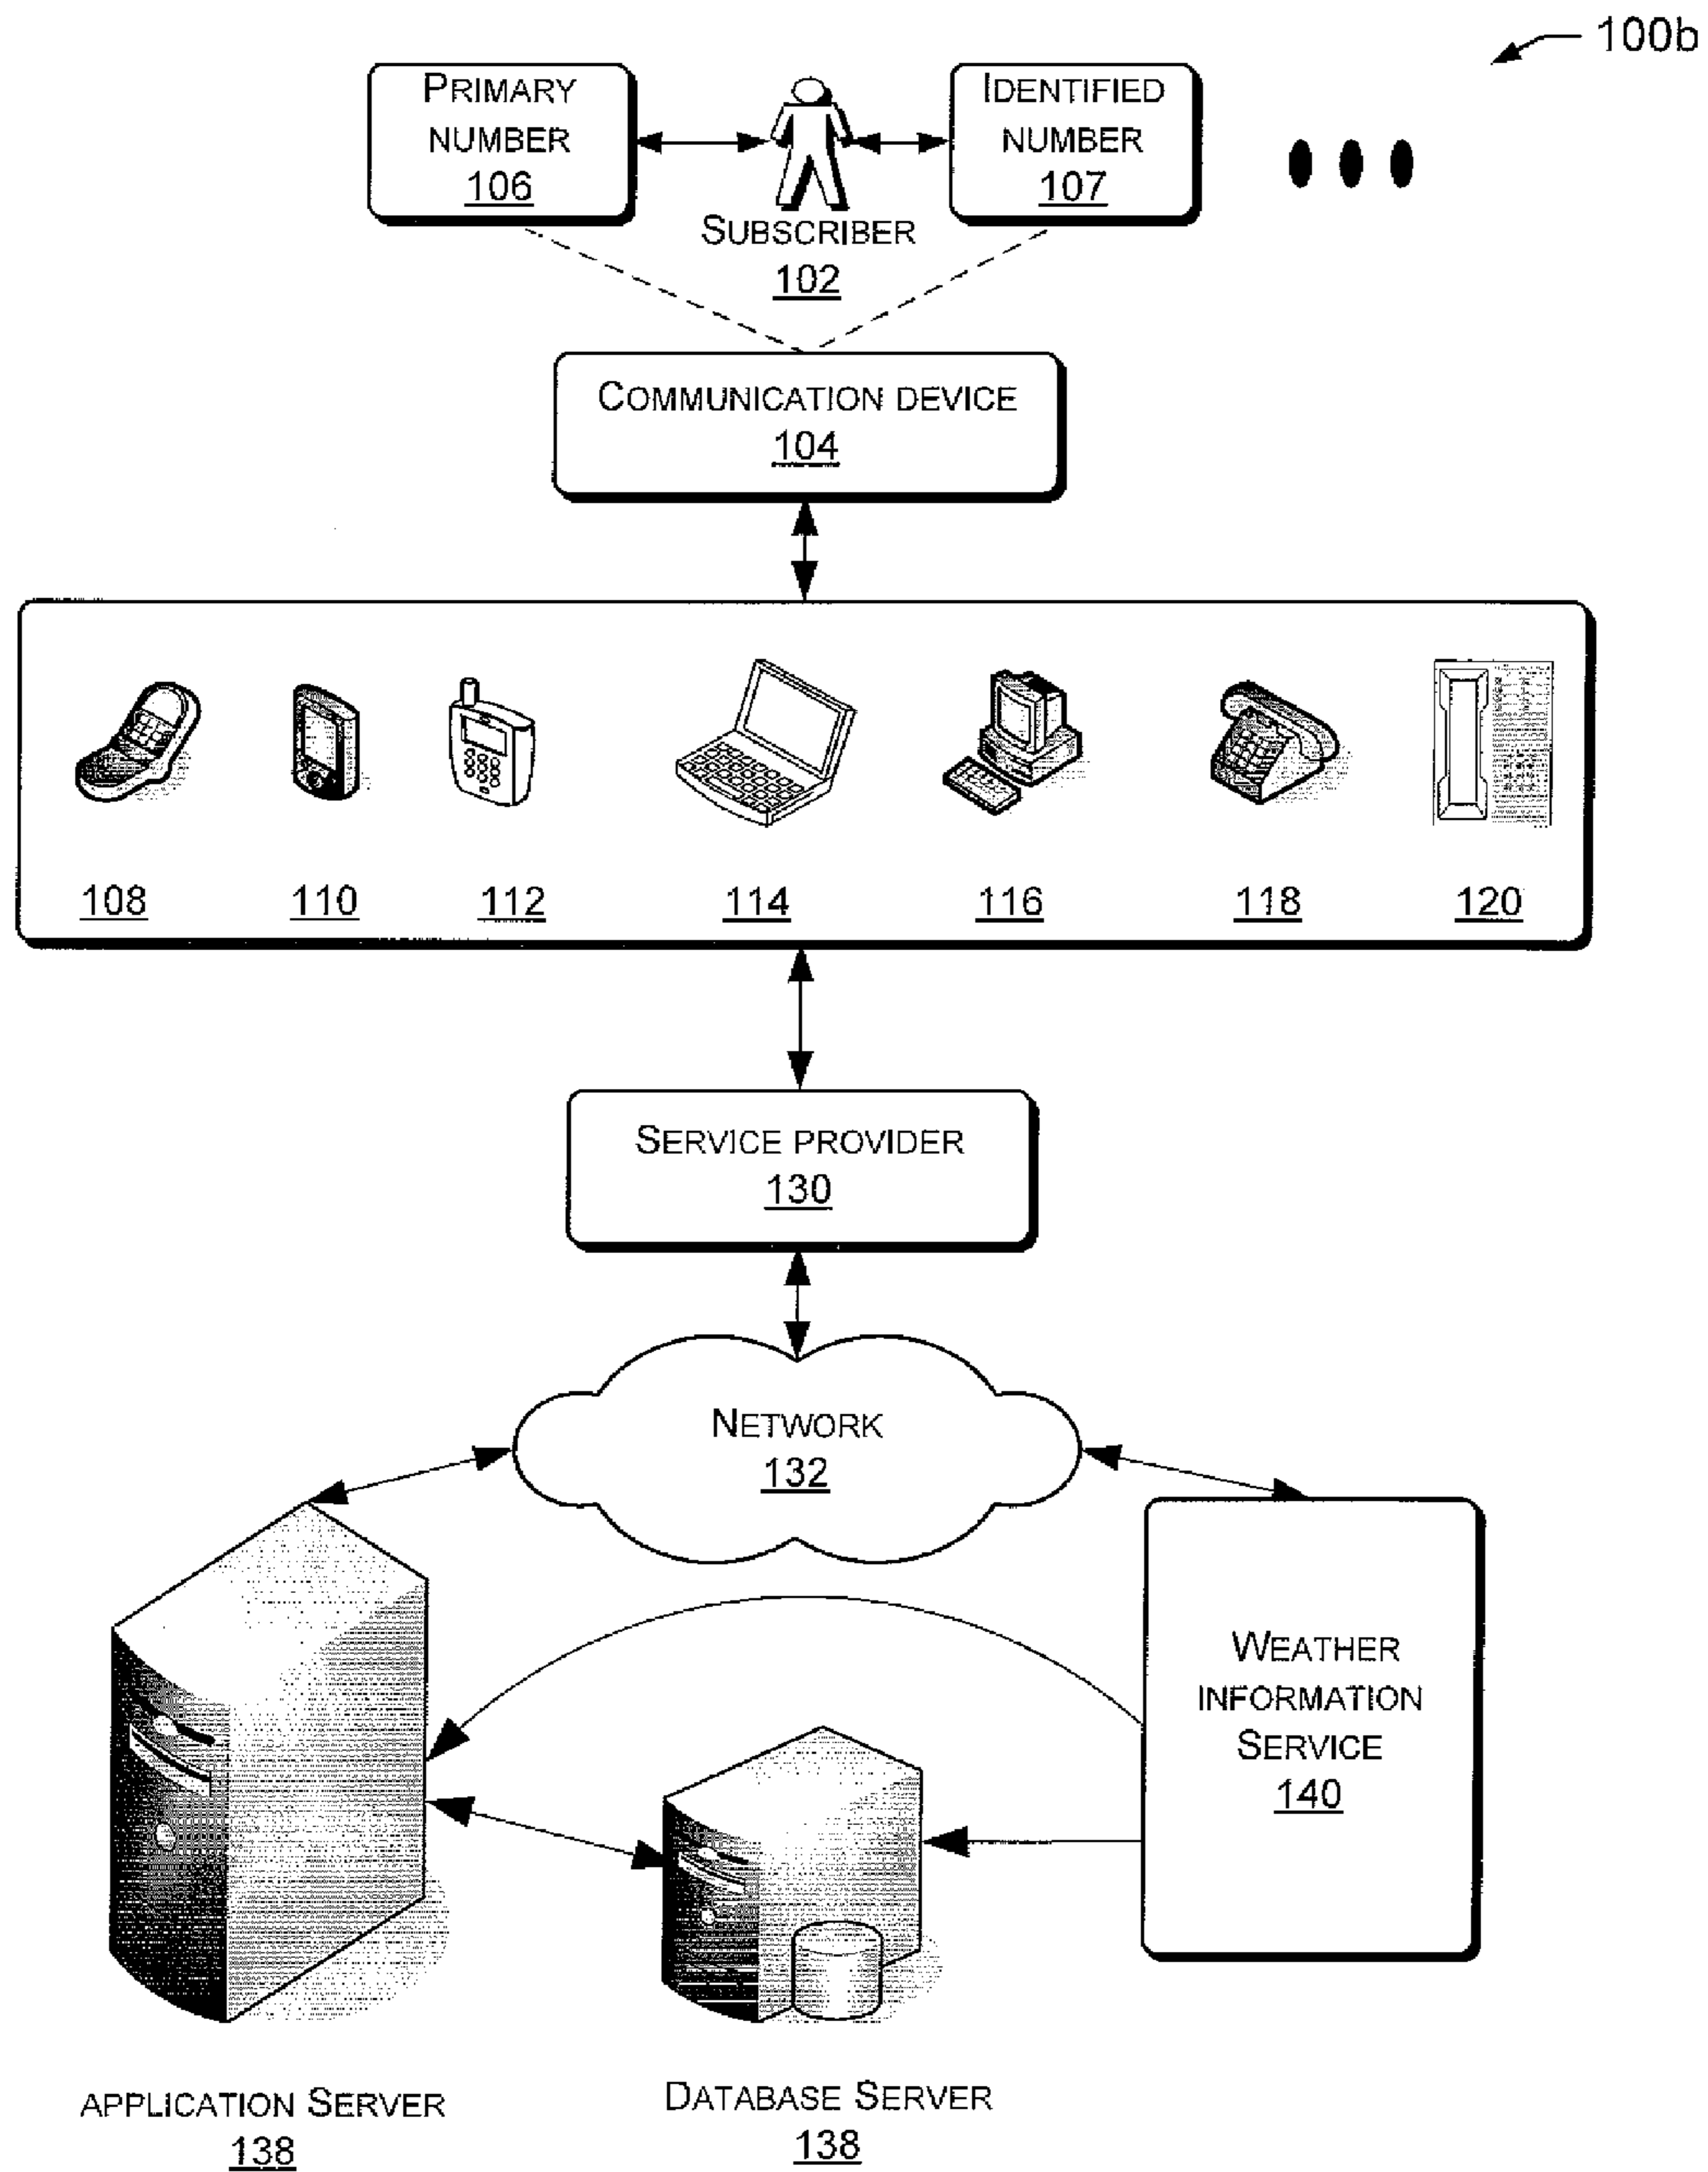 100b
PRIMARY
NUMBER
106
SUBSCRIBER
102
IDENTIFIED
NUMBER
107
COMMUNICATION DEVICE
104
108 110 112 114 116 118 120
SERVICE PROVIDER
130
NETWORK
132
WEATHER
INFORMATION
SERVICE
140
APPLICATION SERVER
138
DATABASE SERVER
138